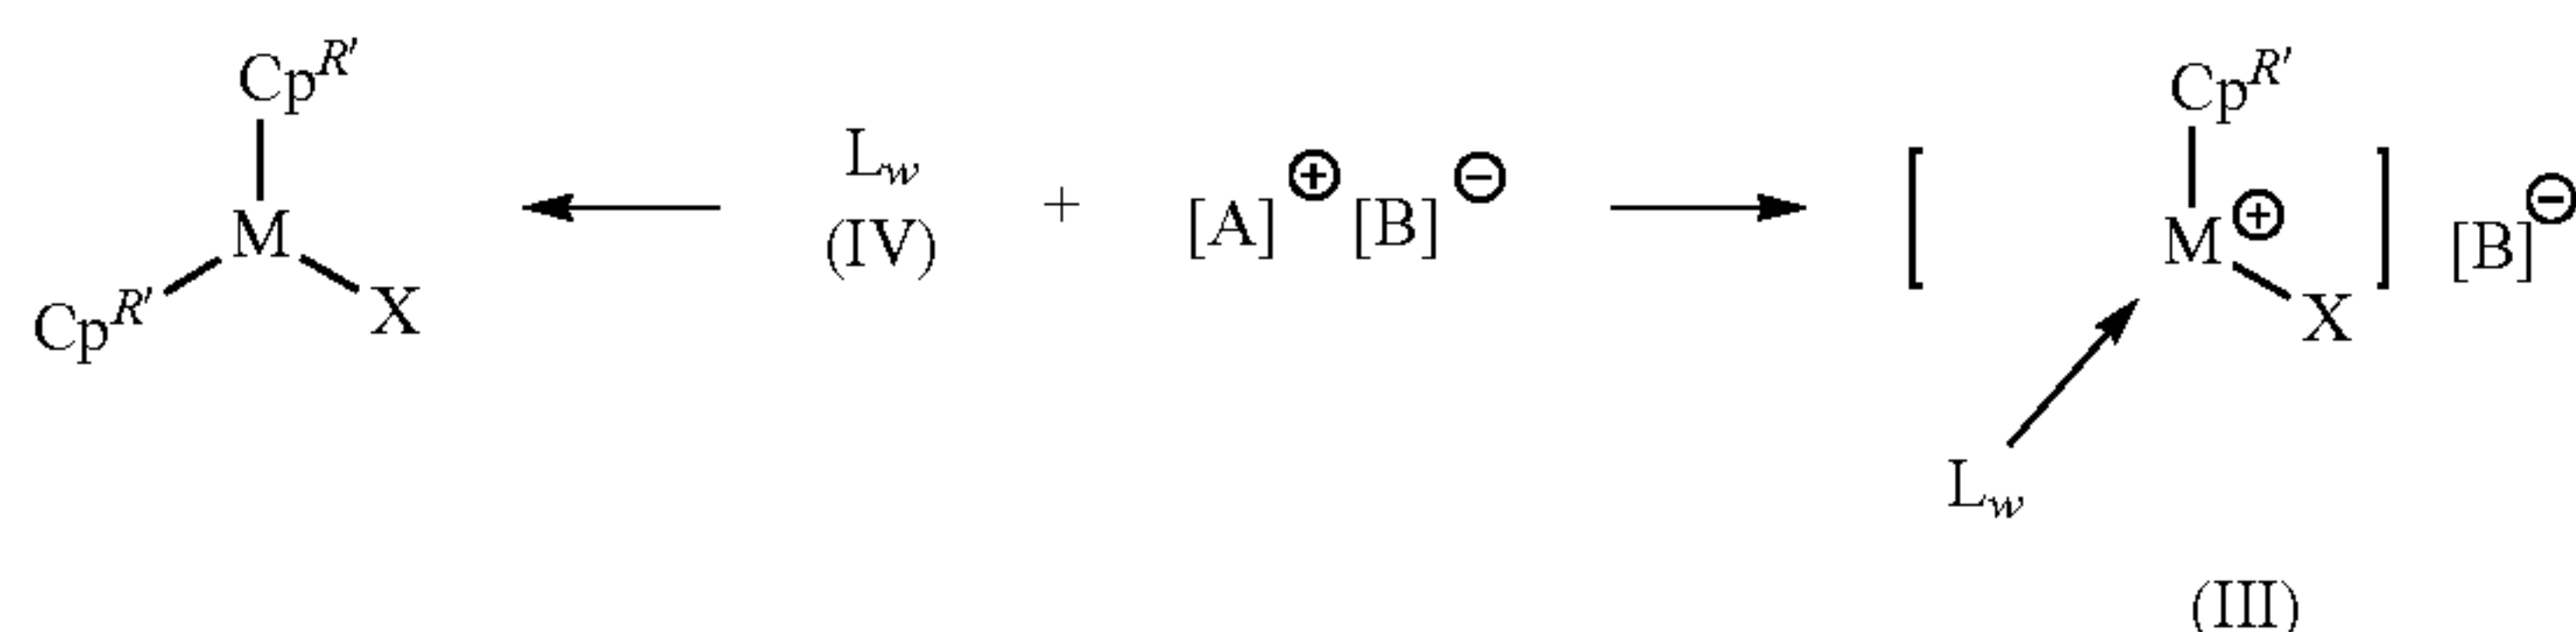 Cp^R' Cp^R'
L_w
M [A]⊕ [B]⊖ M⊕ [B]⊖
+ [ ]
(IV)
Cp^R' X X
L_w
(III)